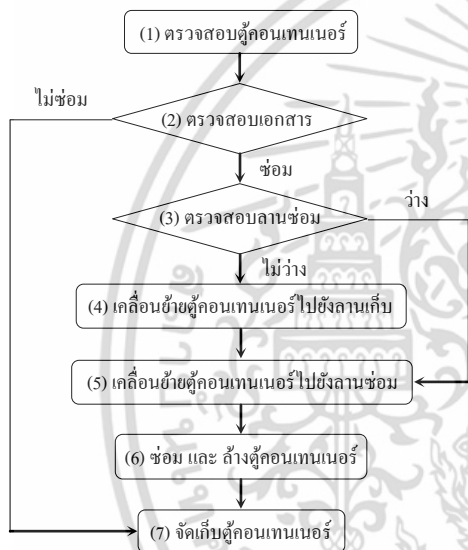 (1) ตรวจสอบตู้คอนเทนเนอร์
ไม่ซ่อม
(2) ตรวจสอบเอกสาร
ซ่อม
ว่าง
(3) ตรวจสอบลานซ่อม
ไม่ว่าง
(4) เคลื่อนย้ายตู้คอนเทนเนอร์ไปยังลานเก็บ
(5) เคลื่อนย้ายตู้คอนเทนเนอร์ไปยังลานซ่อม
(6) ซ่อม และ ล้างตู้คอนเทนเนอร์
(7) จัดเก็บตู้คอนเทนเนอร์